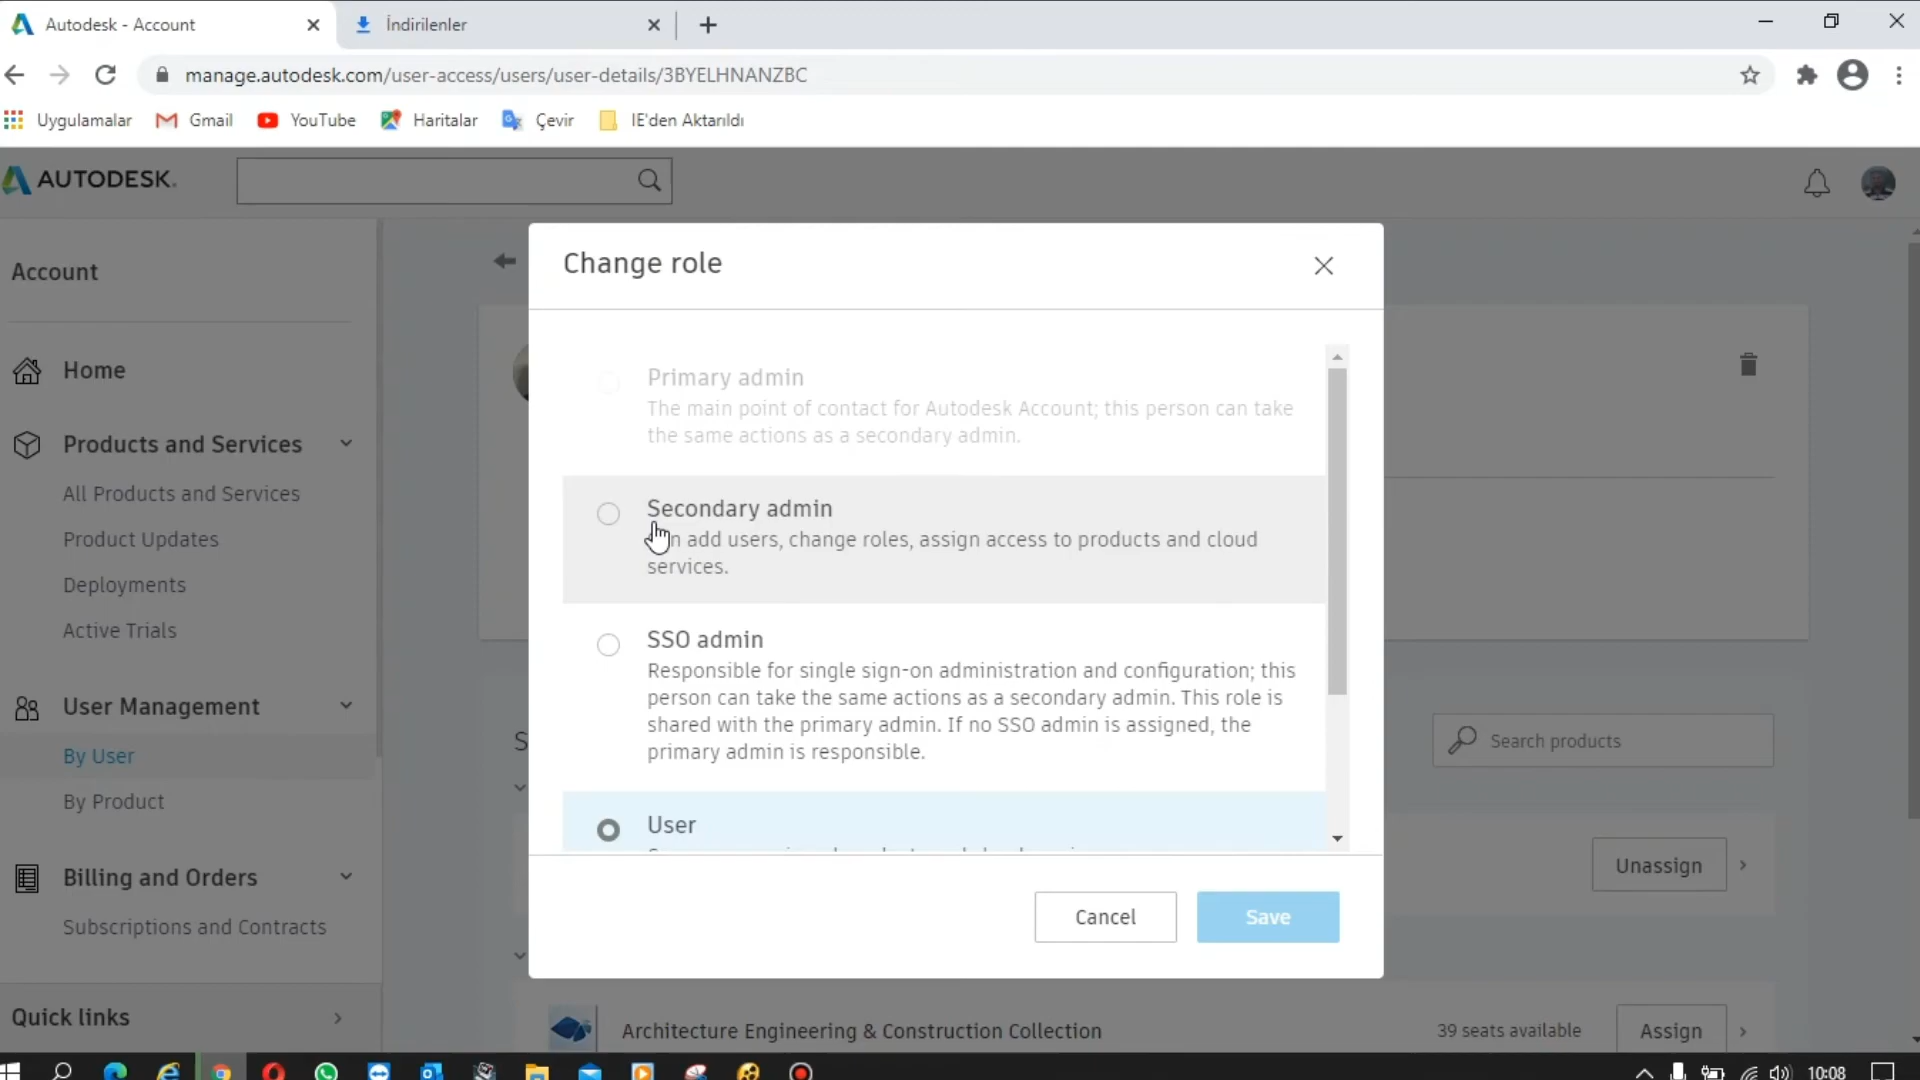 Autodesk - Account
İndirilenler
manage.autodesk.com/user-access/users/user-details/3BYELHNANZBC
Uygulamalar
Gmail
YouTube
Haritalar
Çevir
IE'den Aktarıldı
AUTODESK.
Account
Home
Products and Services
All Products and Services
Product Updates
Deployments
Active Trials
User Management
By User
By Product
Billing and Orders
Subscriptions and Contracts
Quick links
Change role
Primary admin
The main point of contact for Autodesk Account; this person can take
the same actions as a secondary admin.
Secondary admin
add users, change roles, assign access to products and cloud
services.
SSO admin
Responsible for single sign-on administration and configuration; this
person can take the same actions as a secondary admin. This role is
shared with the primary admin. If no SSO admin is assigned, the
primary admin is responsible.
User
Cancel
Save
Search products
Unassign
Architecture Engineering & Construction Collection
39 seats available
Assign
10:08